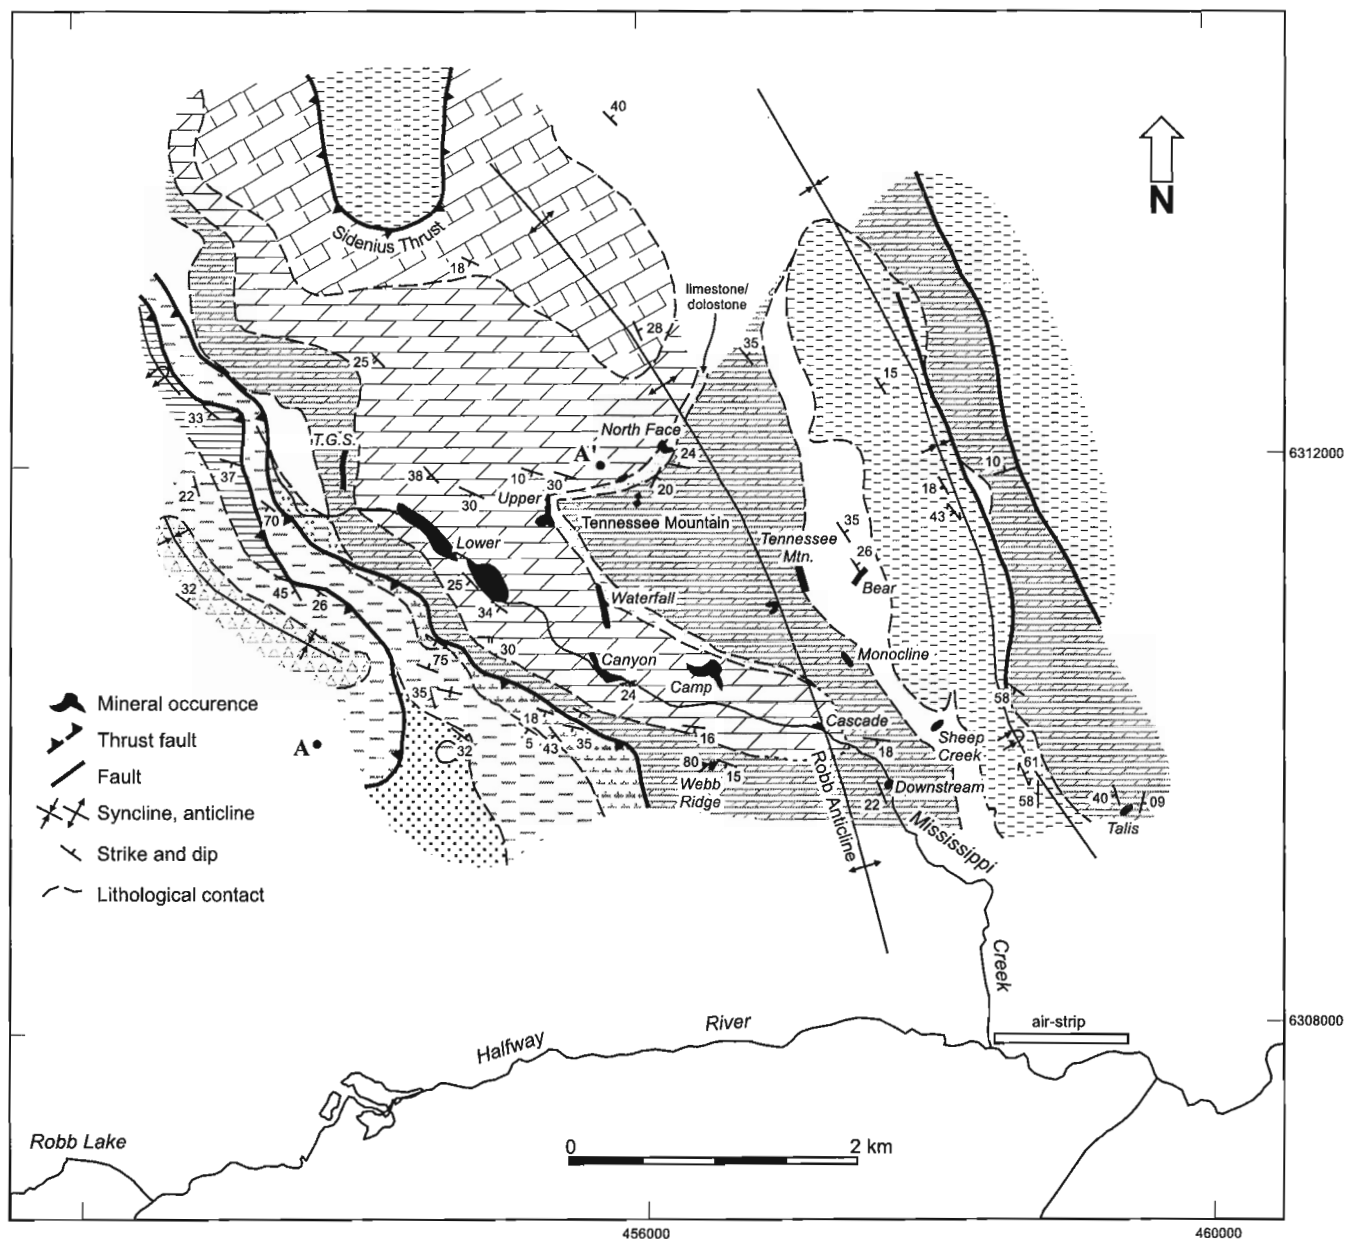 40
N
Sidenius Thrust
18
limestone/
dolostone
28
35
25
15
33
T.G.S.
North Face
A'
24
10
6312000
37
38
10
30
20
18
22
30
Upper
Tennessee Mountain
43
70
35
Lower
Tennessee
Mtn.
26
Bear
32
45
26
25
34
Waterfall
30
75
Canyon
Monocline
35
24
Camp
58
Mineral occurence
18
Cascade
Sheep
Creek
Thrust fault
A
32
5
43
35
16
18
61
Fault
80
Webb
Ridge
15
Robb Anticline
22
Downstream
58
40
09
Talis
Syncline, anticline
Mississippi
Strike and dip
Lithological contact
Creek
Halfway
River
air-strip
6308000
Robb Lake
0
2 km
456000
460000